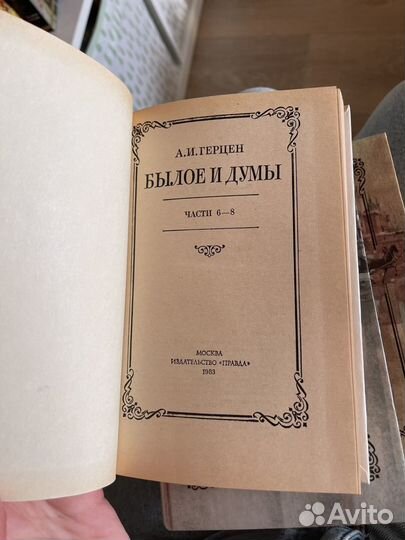 А.И.ГЕРЦЕН
БЫЛОЕ И ДУМЫ
ЧАСТИ 6—8
МОСКВА
ИЗДАТЕЛЬСТВО «ПРАВДА»
1983
Avito